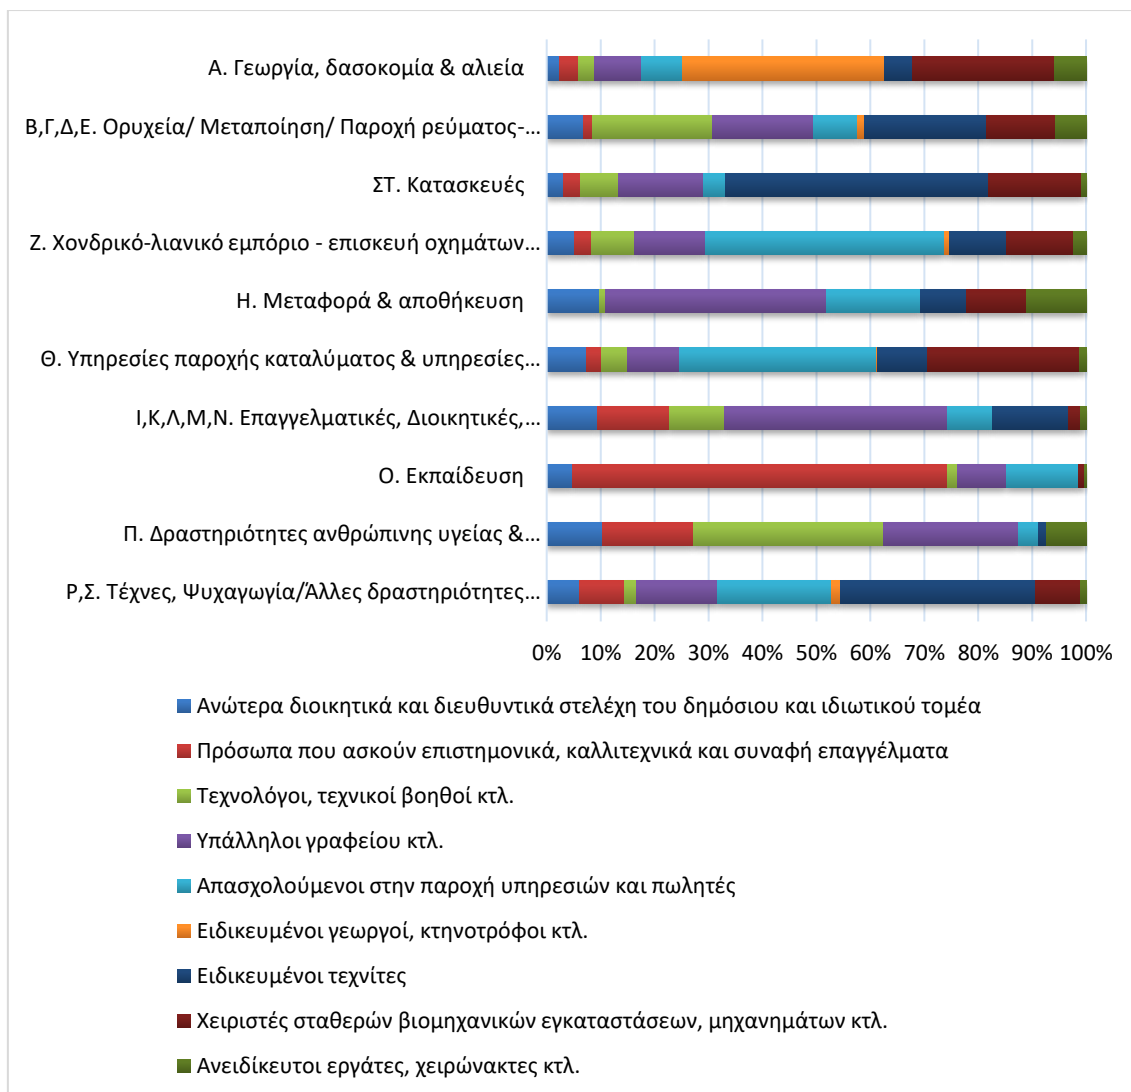 Α. Γεωργία, δασοκομία & αλιεία
Β,Γ,Δ,Ε. Ορυχεία/ Μεταποίηση/ Παροχή ρεύματος-...
ΣΤ. Κατασκευές
Ζ. Χονδρικό-λιανικό εμπόριο - επισκευή οχημάτων...
Η. Μεταφορά & αποθήκευση
Θ. Υπηρεσίες παροχής καταλύματος & υπηρεσίες...
Ι,Κ,Λ,Μ,Ν. Επαγγελματικές, Διοικητικές,...
Ο. Εκπαίδευση
Π. Δραστηριότητες ανθρώπινης υγείας &...
Ρ,Σ. Τέχνες, Ψυχαγωγία/Άλλες δραστηριότητες...
0% 10% 20% 30% 40% 50% 60% 70% 80% 90% 100%
Ανώτερα διοικητικά και διευθυντικά στελέχη του δημόσιου και ιδιωτικού τομέα
Πρόσωπα που ασκούν επιστημονικά, καλλιτεχνικά και συναφή επαγγέλματα
Τεχνολόγοι, τεχνικοί βοηθοί κτλ.
Υπάλληλοι γραφείου κτλ.
Απασχολούμενοι στην παροχή υπηρεσιών και πωλητές
Ειδικευμένοι γεωργοί, κτηνοτρόφοι κτλ.
Ειδικευμένοι τεχνίτες
Χειριστές σταθερών βιομηχανικών εγκαταστάσεων, μηχανημάτων κτλ.
Ανειδίκευτοι εργάτες, χειρώνακτες κτλ.